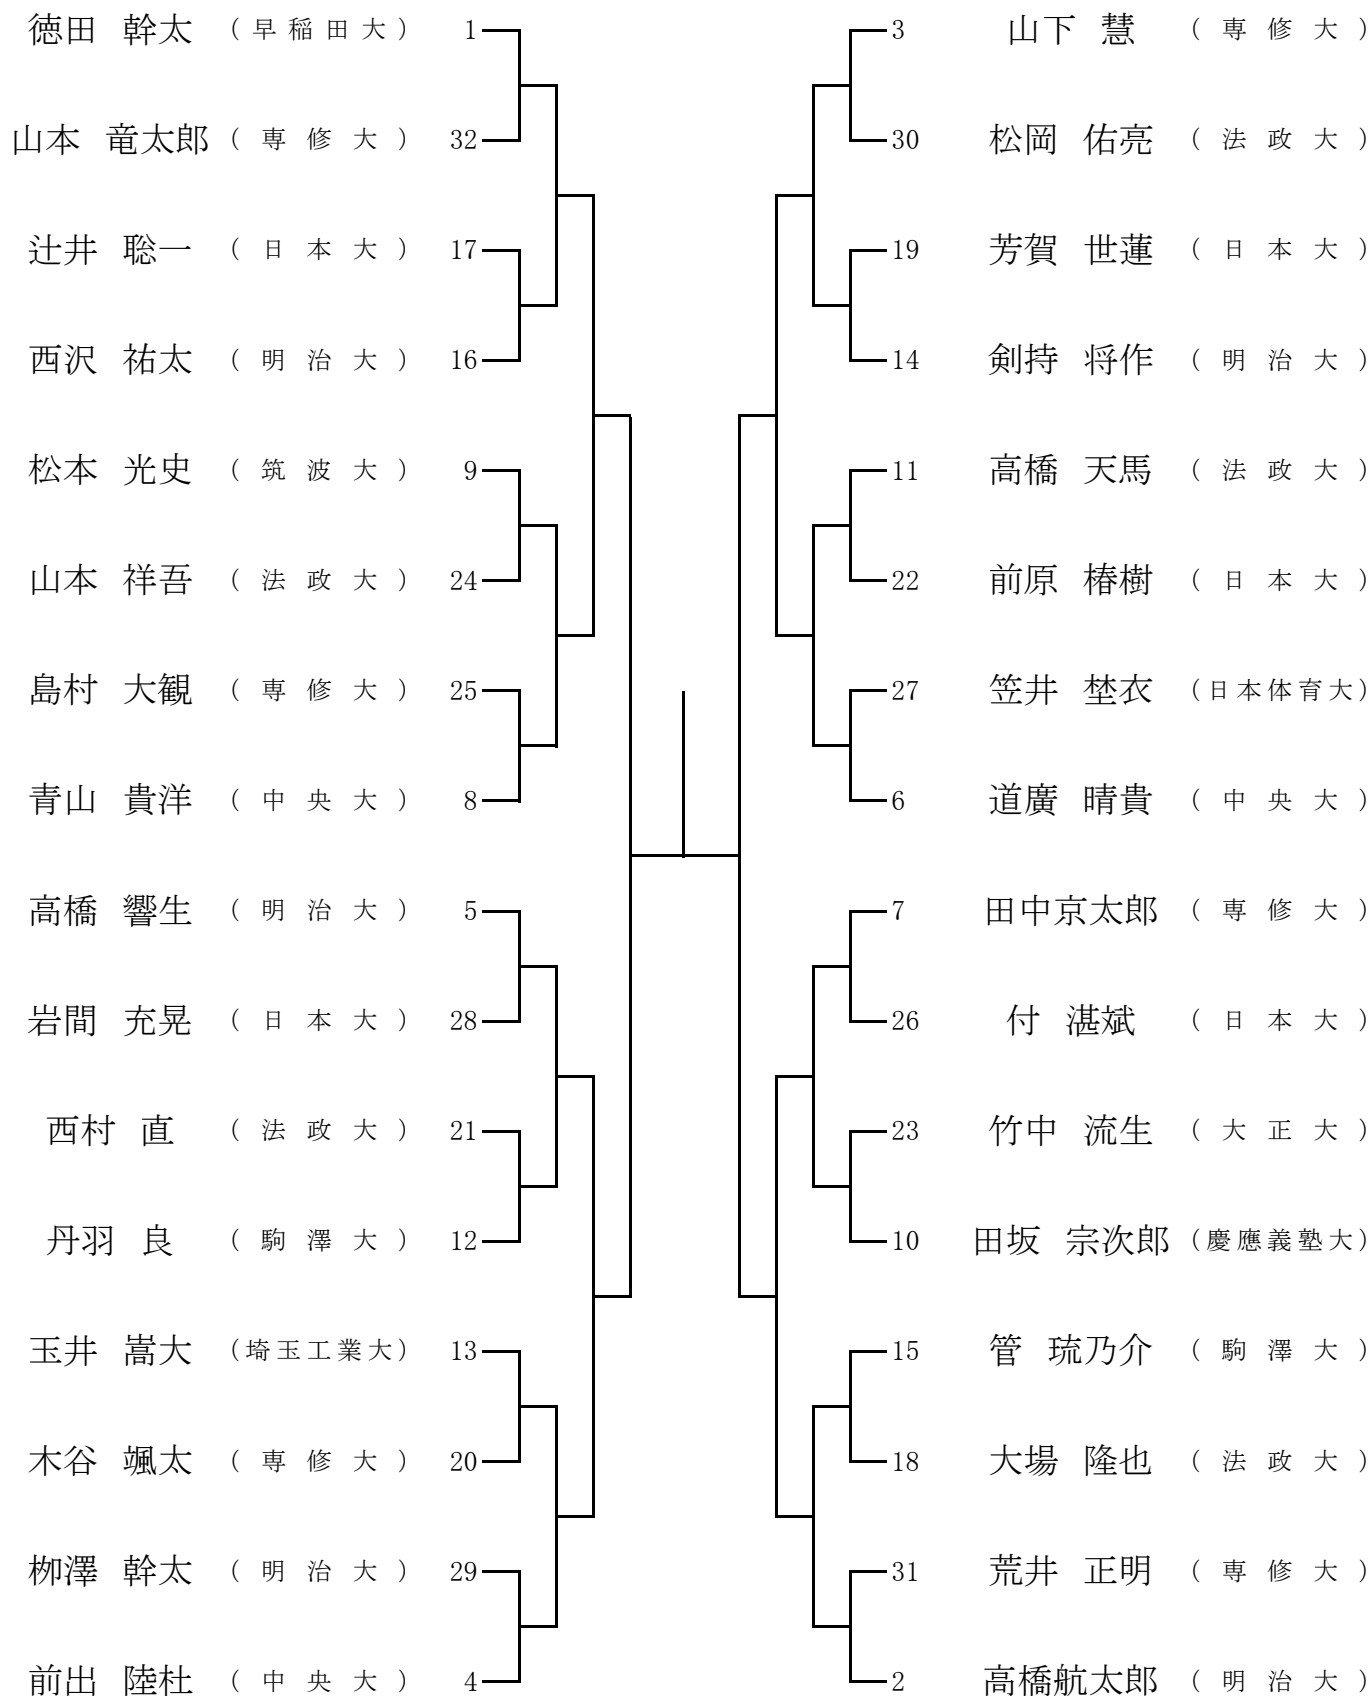 徳田 幹太 (早稲田大) 1
山本 竜太郎 (専修大) 32
辻井 聡一 (日本大) 17
西沢 祐太 (明治大) 16
松本 光史 (筑波大) 9
山本 祥吾 (法政大) 24
島村 大観 (専修大) 25
青山 貴洋 (中央大) 8
高橋 響生 (明治大) 5
岩間 充晃 (日本大) 28
西村 直 (法政大) 21
丹羽 良 (駒澤大) 12
玉井 嵩大 (埼玉工業大) 13
木谷 颯太 (専修大) 20
栁澤 幹太 (明治大) 29
前出 陸杜 (中央大) 4
3 山下 慧 (専修大)
30 松岡 佑亮 (法政大)
19 芳賀 世蓮 (日本大)
14 剣持 将作 (明治大)
11 高橋 天馬 (法政大)
22 前原 椿樹 (日本大)
27 笠井 埜衣 (日本体育大)
6 道廣 晴貴 (中央大)
7 田中京太郎 (専修大)
26 付 湛斌 (日本大)
23 竹中 流生 (大正大)
10 田坂 宗次郎 (慶應義塾大)
15 管 琉乃介 (駒澤大)
18 大場 隆也 (法政大)
31 荒井 正明 (専修大)
2 高橋航太郎 (明治大)